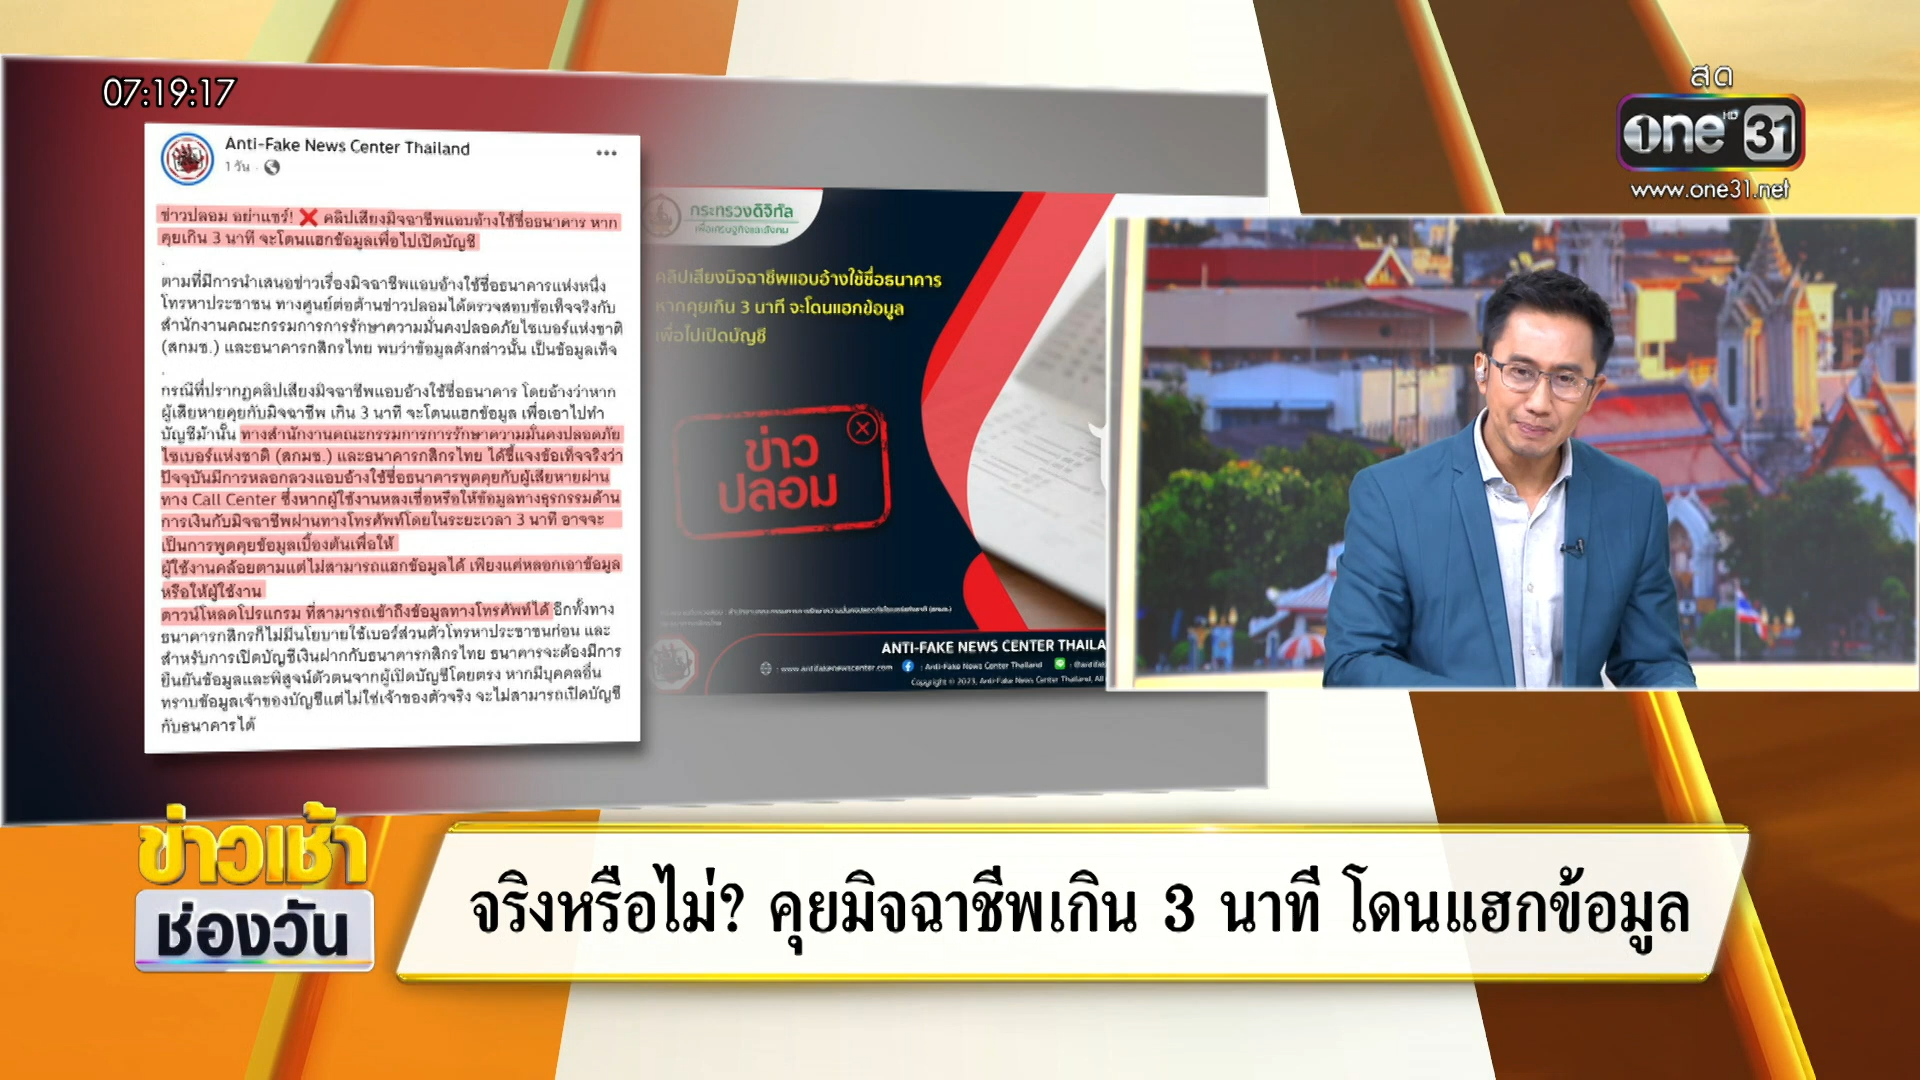 07:19:17
สด
one HD 31
www.one31.net
Anti-Fake News Center Thailand
1 วัน ·
ข่าวปลอม อย่าแชร์! ❌ คลิปเสียงมิจฉาชีพแอบอ้างใช้ชื่อธนาคาร หาก
คุยเกิน 3 นาที จะโดนแฮกข้อมูลเพื่อไปเปิดบัญชี
.
ตามที่มีการนำเสนอข่าวเรื่องมิจฉาชีพแอบอ้างใช้ชื่อธนาคารแห่งหนึ่ง
โทรหาประชาชน ทางศูนย์ต่อต้านข่าวปลอมได้ตรวจสอบข้อเท็จจริงกับ
สำนักงานคณะกรรมการการรักษาความมั่นคงปลอดภัยไซเบอร์แห่งชาติ
(สกมช.) และธนาคารกสิกรไทย พบว่าข้อมูลดังกล่าวนั้น เป็นข้อมูลเท็จ
.
กรณีที่ปรากฏคลิปเสียงมิจฉาชีพแอบอ้างใช้ชื่อธนาคาร โดยอ้างว่าหาก
ผู้เสียหายคุยกับมิจฉาชีพ เกิน 3 นาที จะโดนแฮกข้อมูล เพื่อเอาไปทำ
บัญชีม้านั้น ทางสำนักงานคณะกรรมการการรักษาความมั่นคงปลอดภัย
ไซเบอร์แห่งชาติ (สกมช.) และธนาคารกสิกรไทย ได้ชี้แจงข้อเท็จจริงว่า
ปัจจุบันมีการหลอกลวงแอบอ้างใช้ชื่อธนาคารพูดคุยกับผู้เสียหายผ่าน
ทาง Call Center ซึ่งหากผู้ใช้งานหลงเชื่อหรือให้ข้อมูลทางธุรกรรมด้าน
การเงินกับมิจฉาชีพผ่านทางโทรศัพท์โดยในระยะเวลา 3 นาที อาจจะ
เป็นการพูดคุยข้อมูลเบื้องต้นเพื่อให้
ผู้ใช้งานคล้อยตามแต่ไม่สามารถแฮกข้อมูลได้ เพียงแต่หลอกเอาข้อมูล
หรือให้ผู้ใช้งาน
ดาวน์โหลดโปรแกรม ที่สามารถเข้าถึงข้อมูลทางโทรศัพท์ได้ อีกทั้งทาง
ธนาคารกสิกรก็ไม่มีนโยบายใช้เบอร์ส่วนตัวโทรหาประชาชนก่อน และ
สำหรับการเปิดบัญชีเงินฝากกับธนาคารกสิกรไทย ธนาคารจะต้องมีการ
ยืนยันข้อมูลและพิสูจน์ตัวตนจากผู้เปิดบัญชีโดยตรง หากมีบุคคลอื่น
ทราบข้อมูลเจ้าของบัญชีแต่ไม่ใช่เจ้าของตัวจริง จะไม่สามารถเปิดบัญชี
กับธนาคารได้
กระทรวงดิจิทัล
เพื่อเศรษฐกิจและสังคม
คลิปเสียงมิจฉาชีพแอบอ้างใช้ชื่อธนาคาร
หากคุยเกิน 3 นาที จะโดนแฮกข้อมูล
เพื่อไปเปิดบัญชี
ข่าว
ปลอม
ANTI-FAKE NEWS CENTER THAILA
: www.antifakenewscenter.com : Anti-Fake News Center Thailand
Copyright © 2023, Anti-Fake News Center Thailand, All
ข่าวเช้า
ช่องวัน
จริงหรือไม่? คุยมิจฉาชีพเกิน 3 นาที โดนแฮกข้อมูล